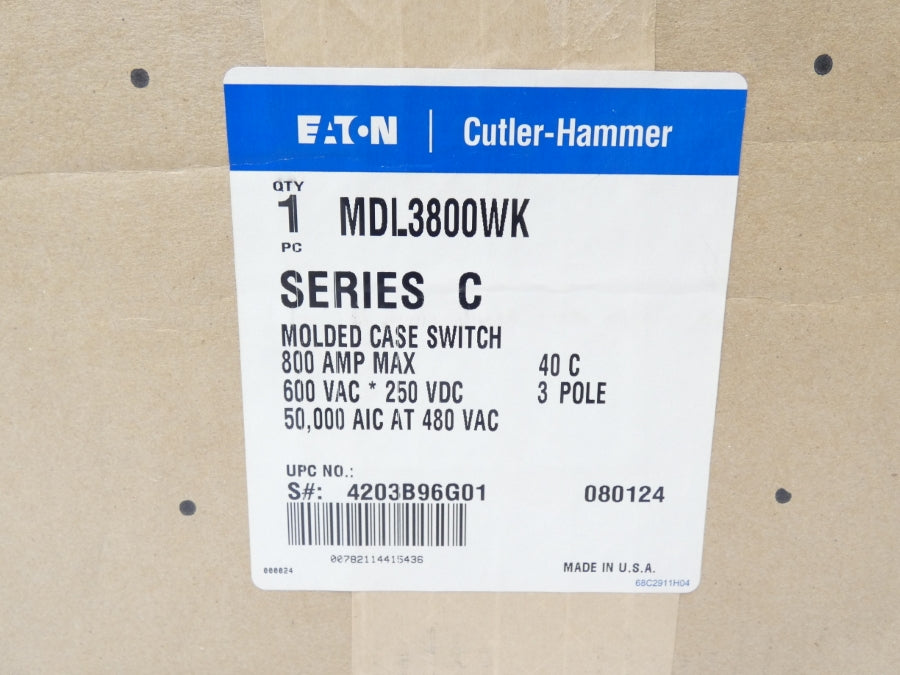 EATON | Cutler-Hammer
QTY
1 MDL3800WK
PC
SERIES C
MOLDED CASE SWITCH
800 AMP MAX 40 C
600 VAC * 250 VDC 3 POLE
50,000 AIC AT 480 VAC
UPC NO.:
S#: 4203B96G01 080124
00782114415436
000024 MADE IN U.S.A.
68C2911H04